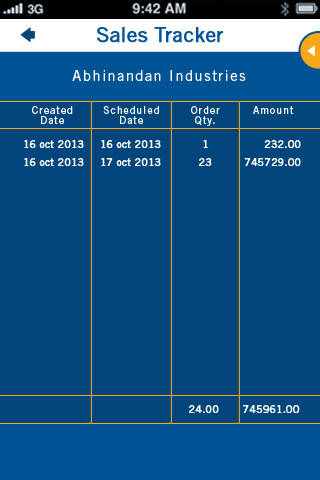 3G 9:42 AM
Sales Tracker
Abhinandan Industries
Created Date Scheduled Date Order Qty. Amount
16 oct 2013 16 oct 2013 1 232.00
16 oct 2013 17 oct 2013 23 745729.00
24.00 745961.00